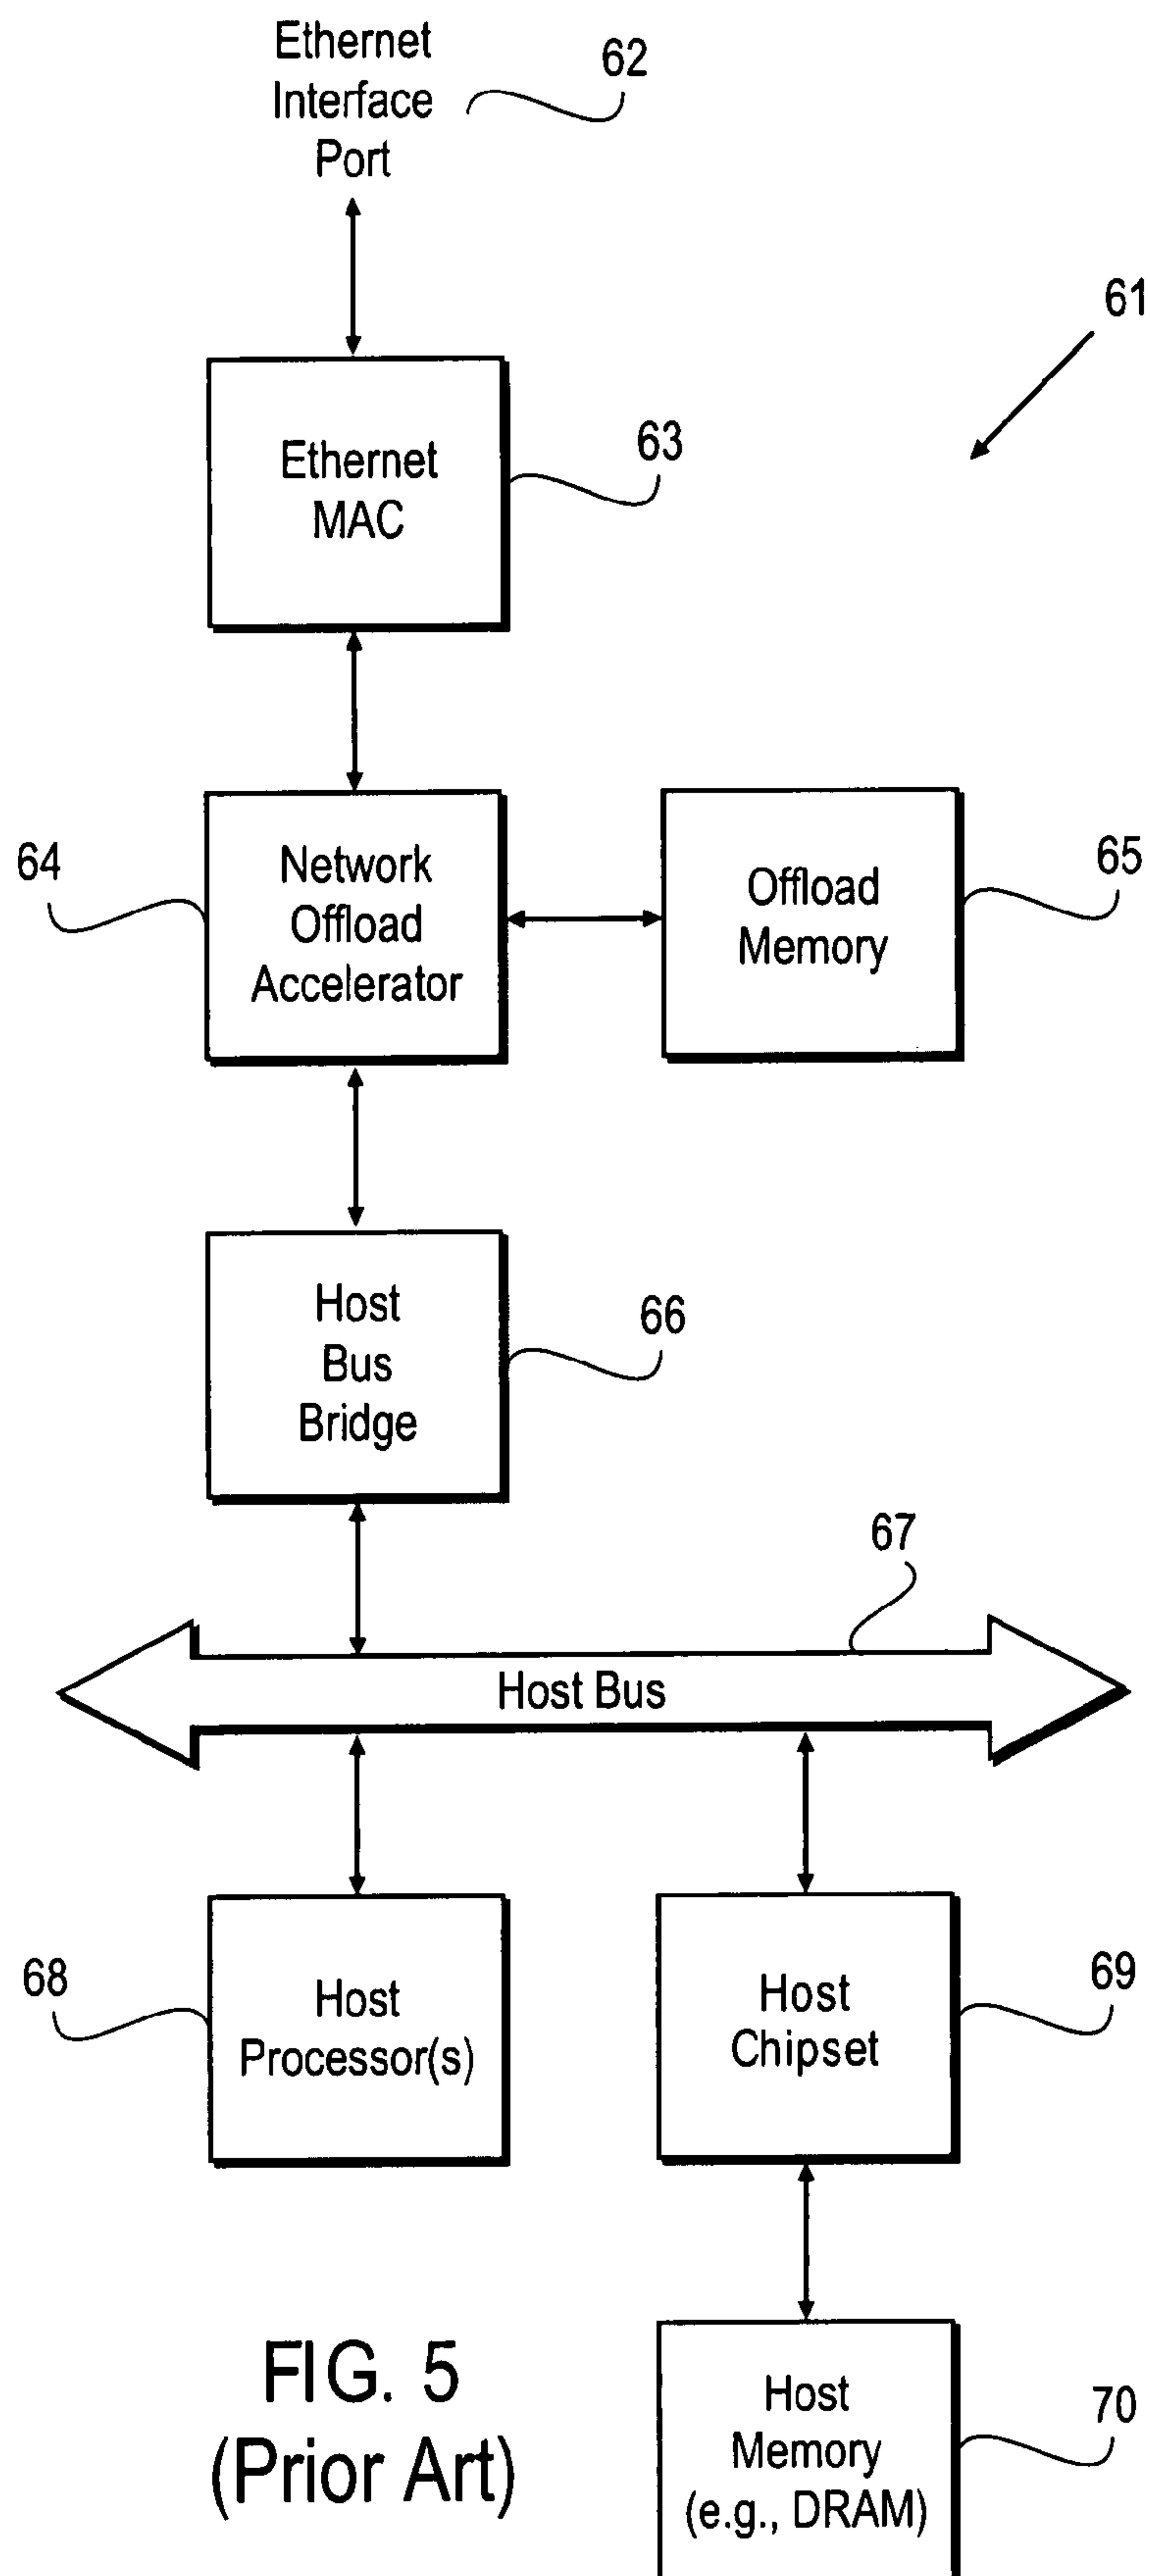 Ethernet
Interface
Port
62
61
Ethernet
MAC
63
64
Network
Offload
Accelerator
Offload
Memory
65
Host
Bus
Bridge
66
67
Host Bus
68
Host
Processor(s)
Host
Chipset
69
FIG. 5
(Prior Art)
Host
Memory
(e.g., DRAM)
70